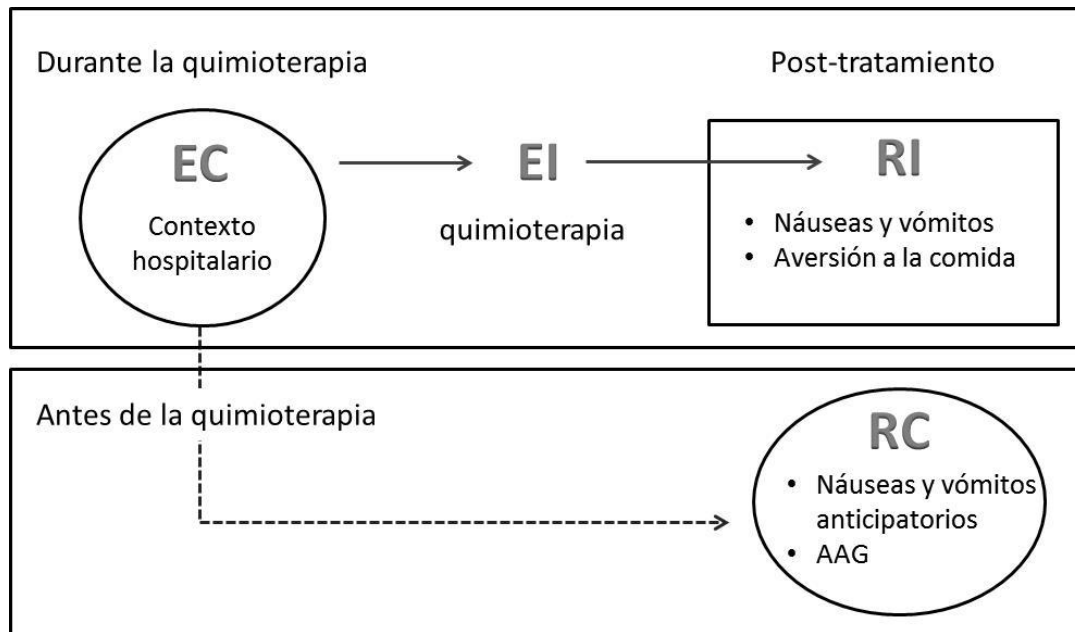 Durante la quimioterapia
Post-tratamiento
EC
Contexto
hospitalario
EI
quimioterapia
RI
• Náuseas y vómitos
• Aversión a la comida
Antes de la quimioterapia
RC
• Náuseas y vómitos
anticipatorios
• AAG